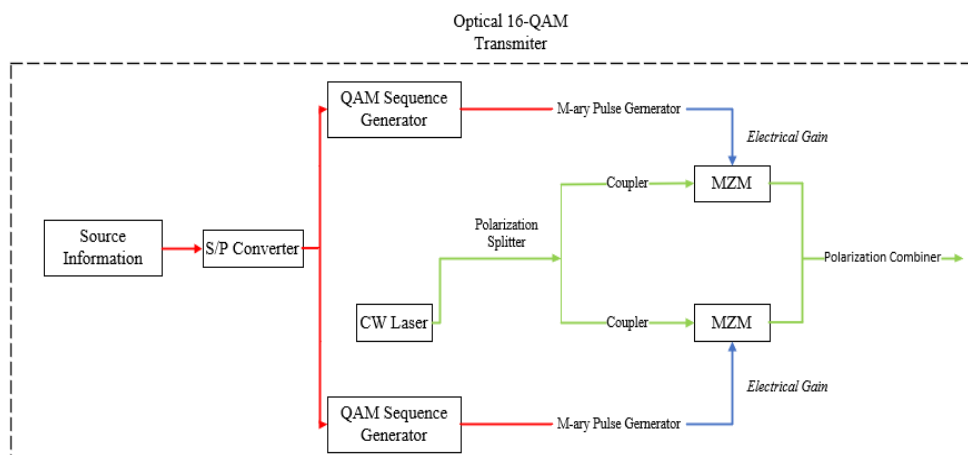 Optical 16-QAM
Transmiter
QAM Sequence
Generator
M-ary Pulse Gernerator
Electrical Gain
Coupler
MZM
Source
Information
S/P Converter
Polarization
Splitter
Polarization Combiner
CW Laser
Coupler
MZM
Electrical Gain
QAM Sequence
Generator
M-ary Pulse Gernerator